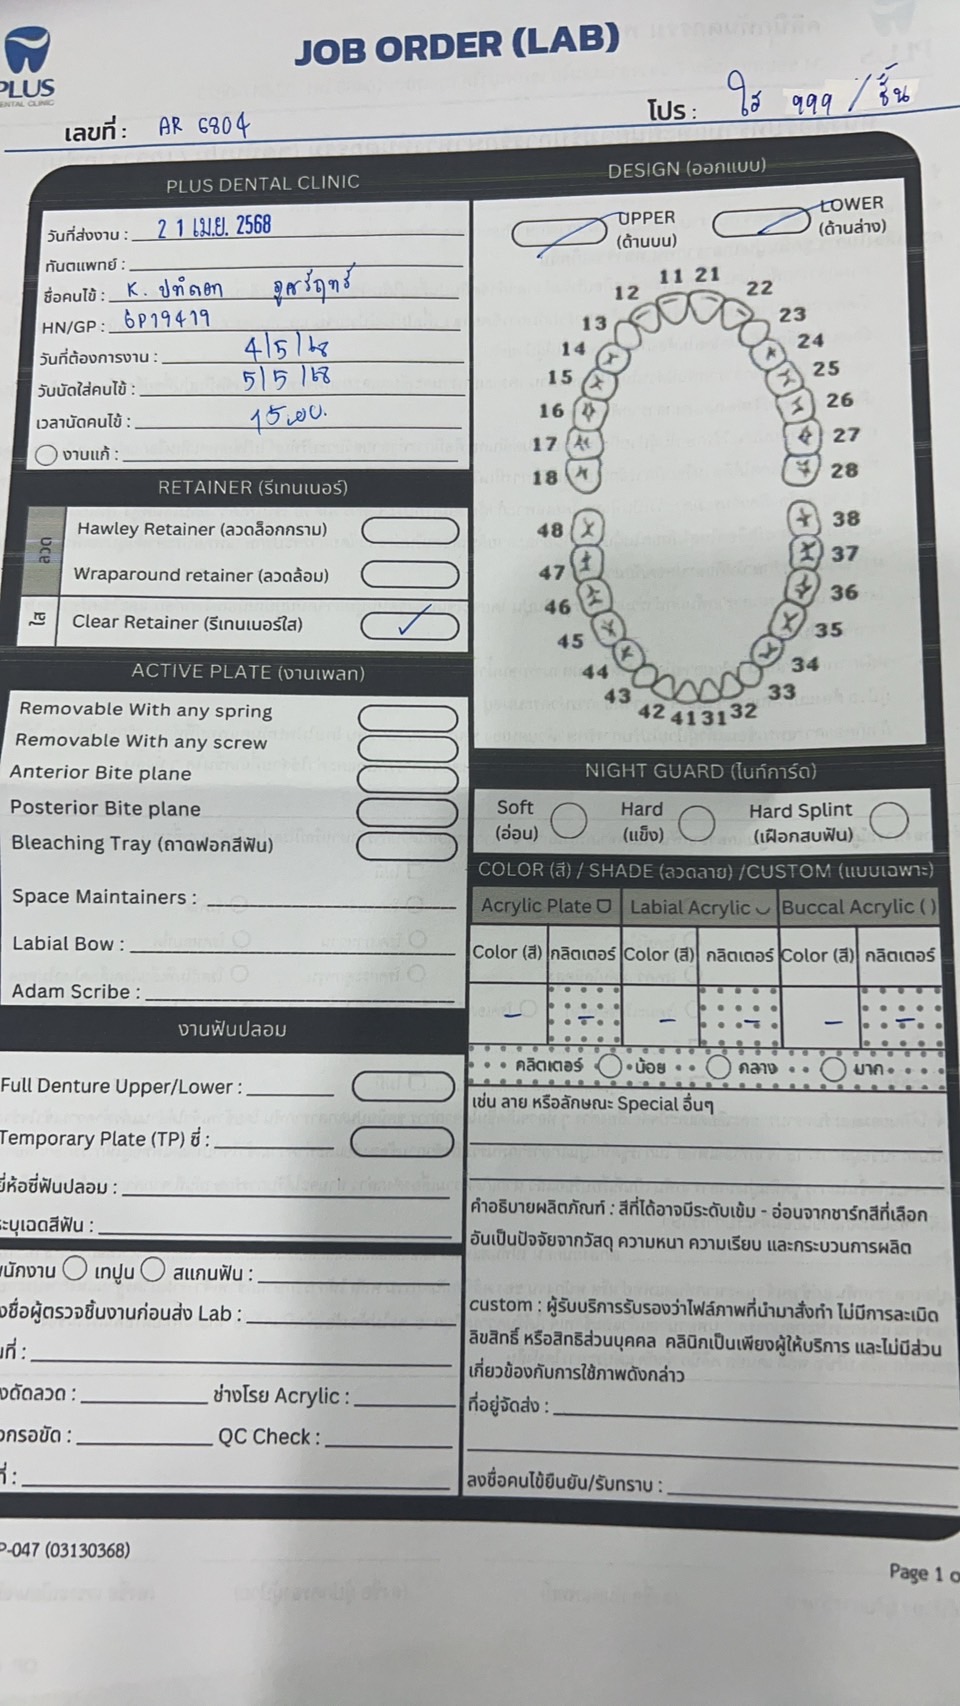 PLUS
DENTAL CLINIC
JOB ORDER (LAB)
เลขที่ : AR 6804
โปร : ใส 999 / ชิ้น
PLUS DENTAL CLINIC
วันที่ส่งงาน : 21 เม.ย. 2568
ทันตแพทย์ :
ชื่อคนไข้ : K.
HN/GP : GP19419
วันที่ต้องการงาน : 4/5/68
วันนัดใส่คนไข้ : 5/5/68
เวลานัดคนไข้ : 15.00.
งานแก้ :
RETAINER (รีเทนเนอร์)
ลวด
Hawley Retainer (ลวดล็อกกราม)
Wraparound retainer (ลวดล้อม)
ใส
Clear Retainer (รีเทนเนอร์ใส)
ACTIVE PLATE (งานเพลท)
Removable With any spring
Removable With any screw
Anterior Bite plane
Posterior Bite plane
Bleaching Tray (ถาดฟอกสีฟัน)
Space Maintainers :
Labial Bow :
Adam Scribe :
งานฟันปลอม
Full Denture Upper/Lower :
Temporary Plate (TP) ซี่ :
ยี่ห้อซี่ฟันปลอม :
ระบุเฉดสีฟัน :
นักงาน เทปูน สแกนฟัน :
งชื่อผู้ตรวจชิ้นงานก่อนส่ง Lab :
ที่ :
งดัดลวด : ช่างโรย Acrylic :
งกรอขัด : QC Check :
ที่ :
DESIGN (ออกแบบ)
UPPER
(ด้านบน)
LOWER
(ด้านล่าง)
11 21
12 22
13 23
14 24
15 25
16 26
17 27
18 28
48 38
47 37
46 36
45 35
44 34
43 33
42 41 31 32
NIGHT GUARD (ไนท์การ์ด)
Soft
(อ่อน)
Hard
(แข็ง)
Hard Splint
(เฝือกสบฟัน)
COLOR (สี) / SHADE (ลวดลาย) /CUSTOM (แบบเฉพาะ)
Acrylic Plate Labial Acrylic Buccal Acrylic ( )
Color (สี) กลิตเตอร์ Color (สี) กลิตเตอร์ Color (สี) กลิตเตอร์
- - - - - -
กลิตเตอร์ น้อย กลาง มาก
เช่น ลาย หรือลักษณะ Special อื่นๆ
คำอธิบายผลิตภัณฑ์ : สีที่ได้อาจมีระดับเข้ม - อ่อนจากชาร์ทสีที่เลือก
อันเป็นปัจจัยจากวัสดุ ความหนา ความเรียบ และกระบวนการผลิต
custom : ผู้รับบริการรับรองว่าไฟล์ภาพที่นำมาสั่งทำ ไม่มีการละเมิด
ลิขสิทธิ์ หรือสิทธิส่วนบุคคล คลินิกเป็นเพียงผู้ให้บริการ และไม่มีส่วน
เกี่ยวข้องกับการใช้ภาพดังกล่าว
ที่อยู่จัดส่ง :
ลงชื่อคนไข้ยืนยัน/รับทราบ :
P-047 (03130368)
Page 1 o